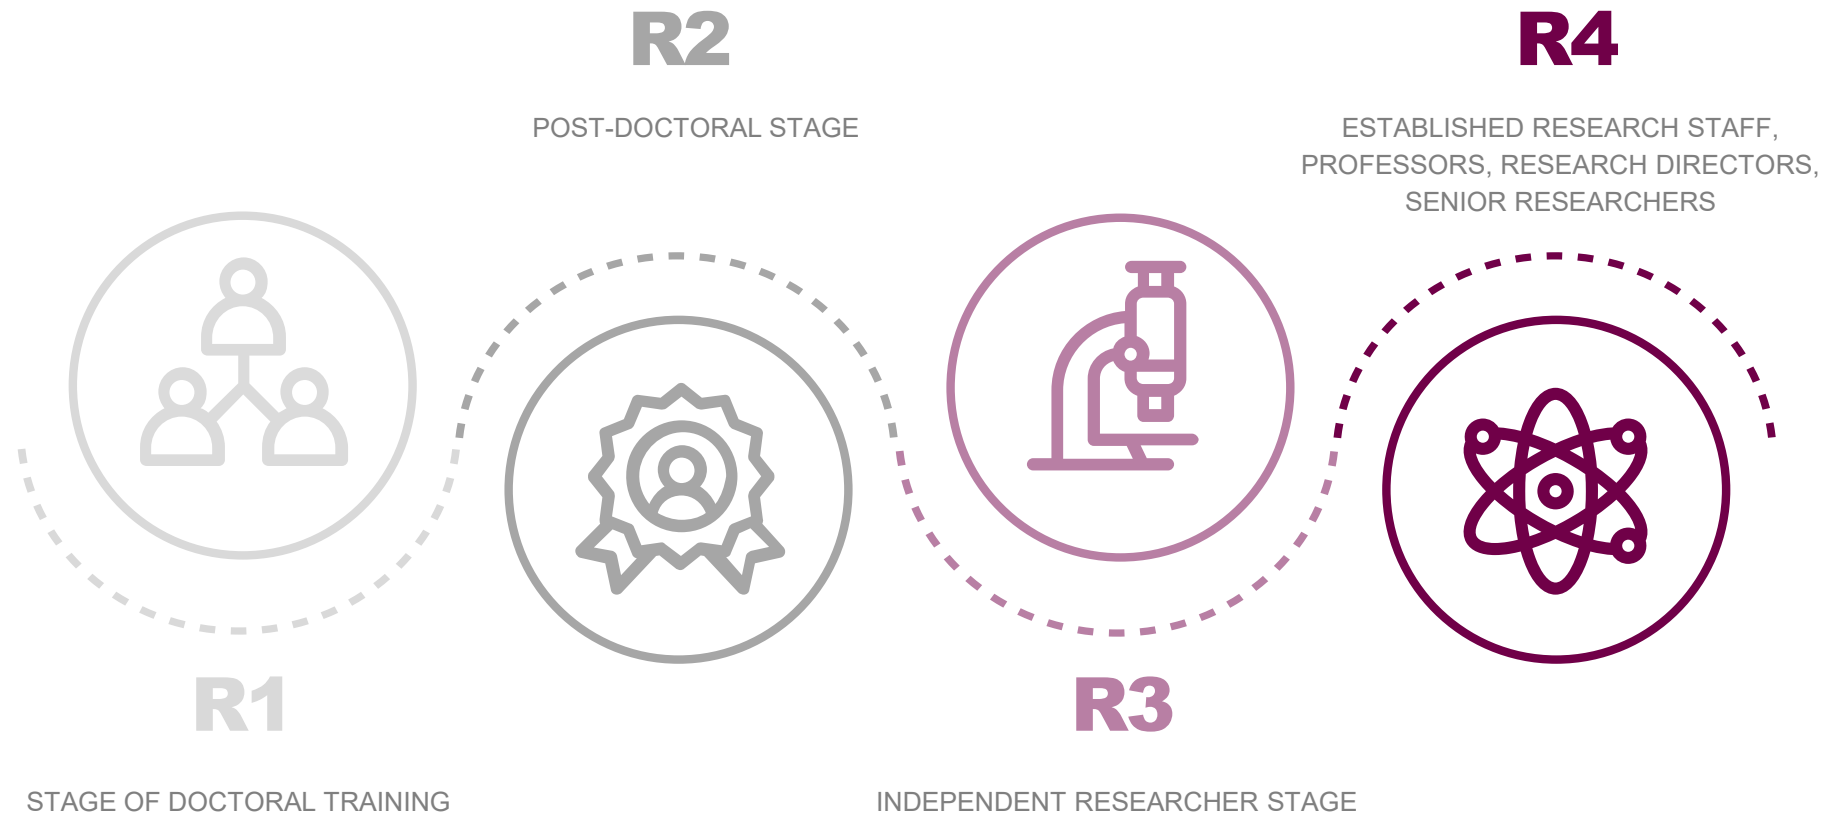 R1
STAGE OF DOCTORAL TRAINING
R2
POST-DOCTORAL STAGE
R3
INDEPENDENT RESEARCHER STAGE
R4
ESTABLISHED RESEARCH STAFF,
PROFESSORS, RESEARCH DIRECTORS,
SENIOR RESEARCHERS